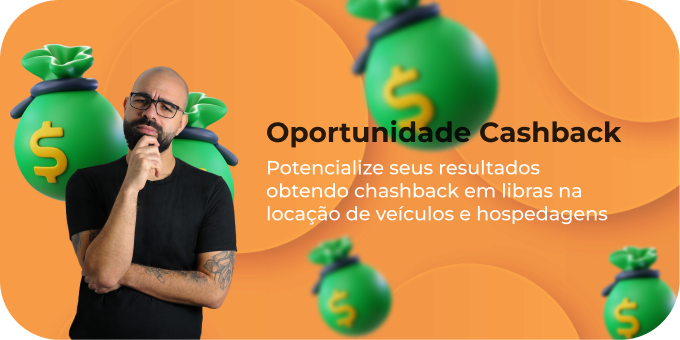 Oportunidade Cashback
Potencialize seus resultados
obtendo chashback em libras na
locação de veículos e hospedagens
$
$
$
$